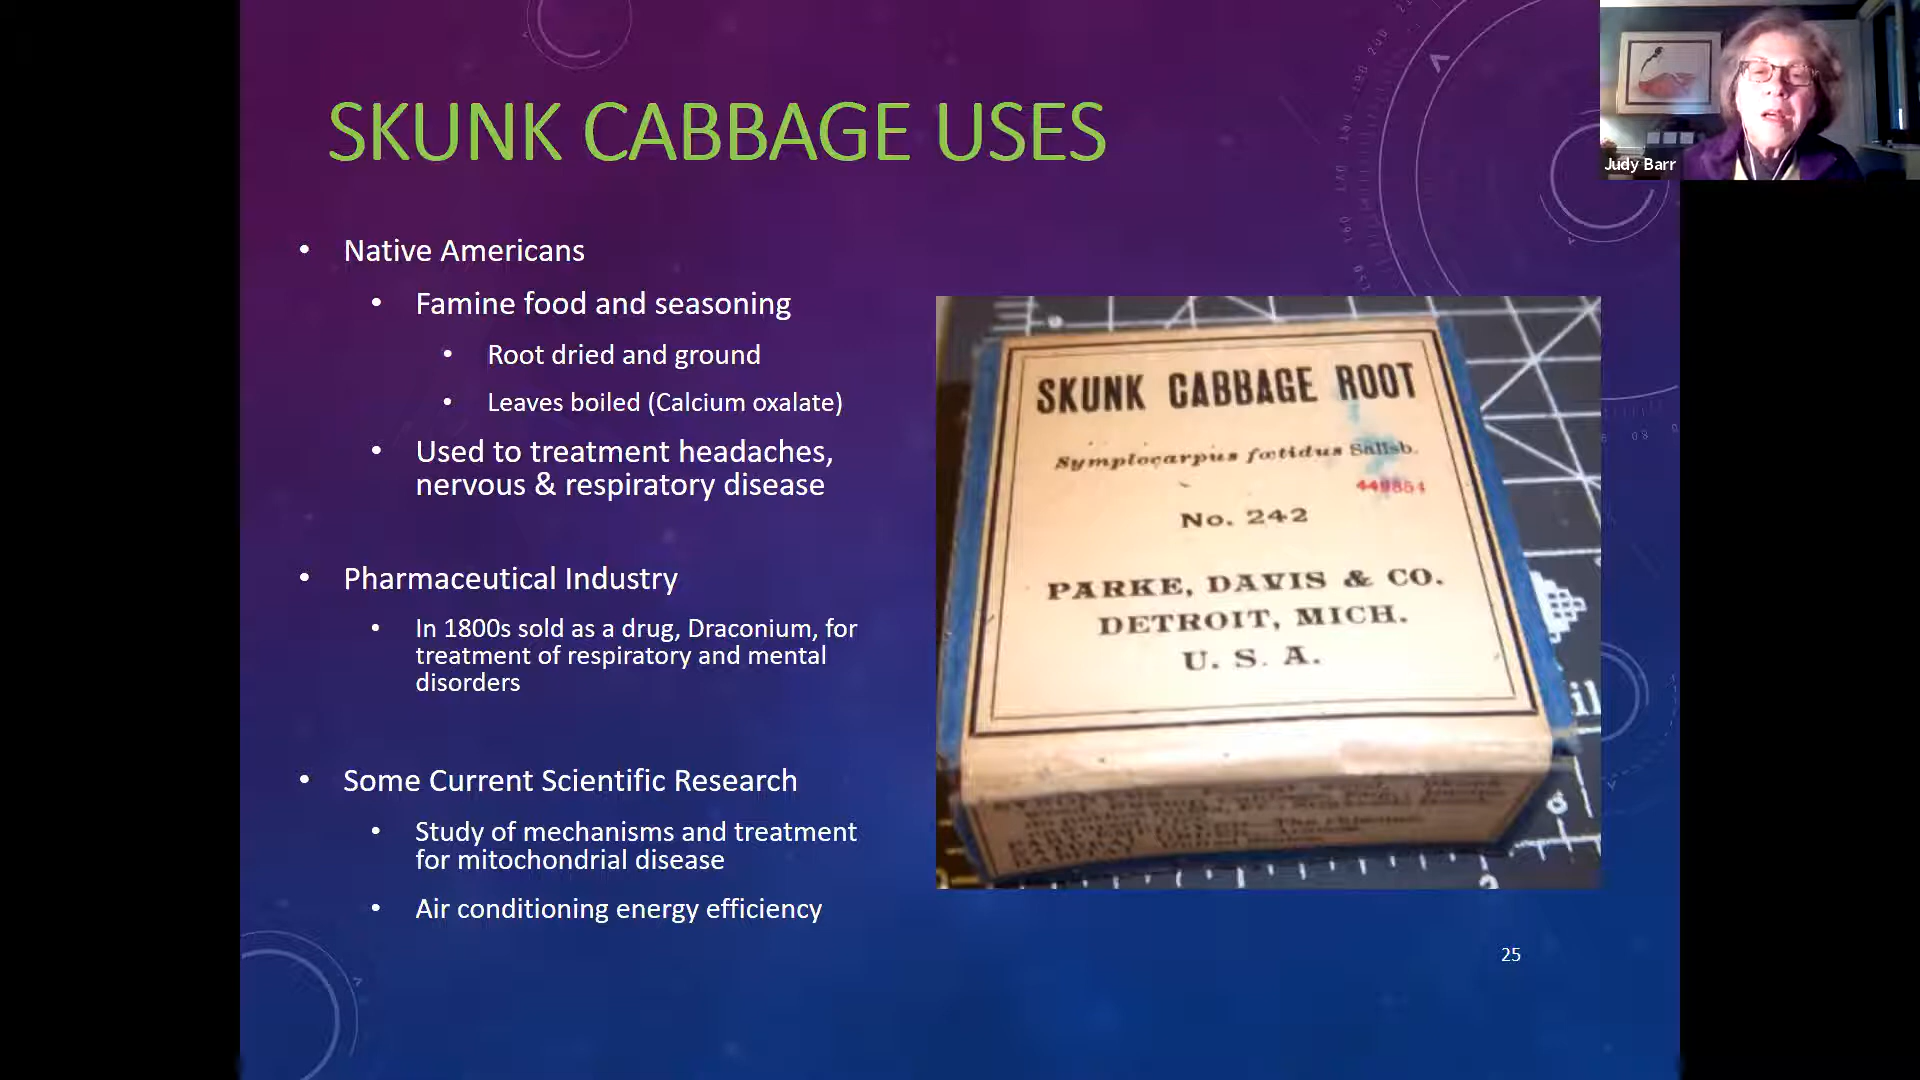 SKUNK CABBAGE USES
Judy Barr
• Native Americans
• Famine food and seasoning
• Root dried and ground
• Leaves boiled (Calcium oxalate)
• Used to treatment headaches,
nervous & respiratory disease
• Pharmaceutical Industry
• In 1800s sold as a drug, Draconium, for
treatment of respiratory and mental
disorders
• Some Current Scientific Research
• Study of mechanisms and treatment
for mitochondrial disease
• Air conditioning energy efficiency
SKUNK CABBAGE ROOT
Symplocarpus fœtidus Salisb.
449854
No. 242
PARKE, DAVIS & CO.
DETROIT, MICH.
U. S. A.
25